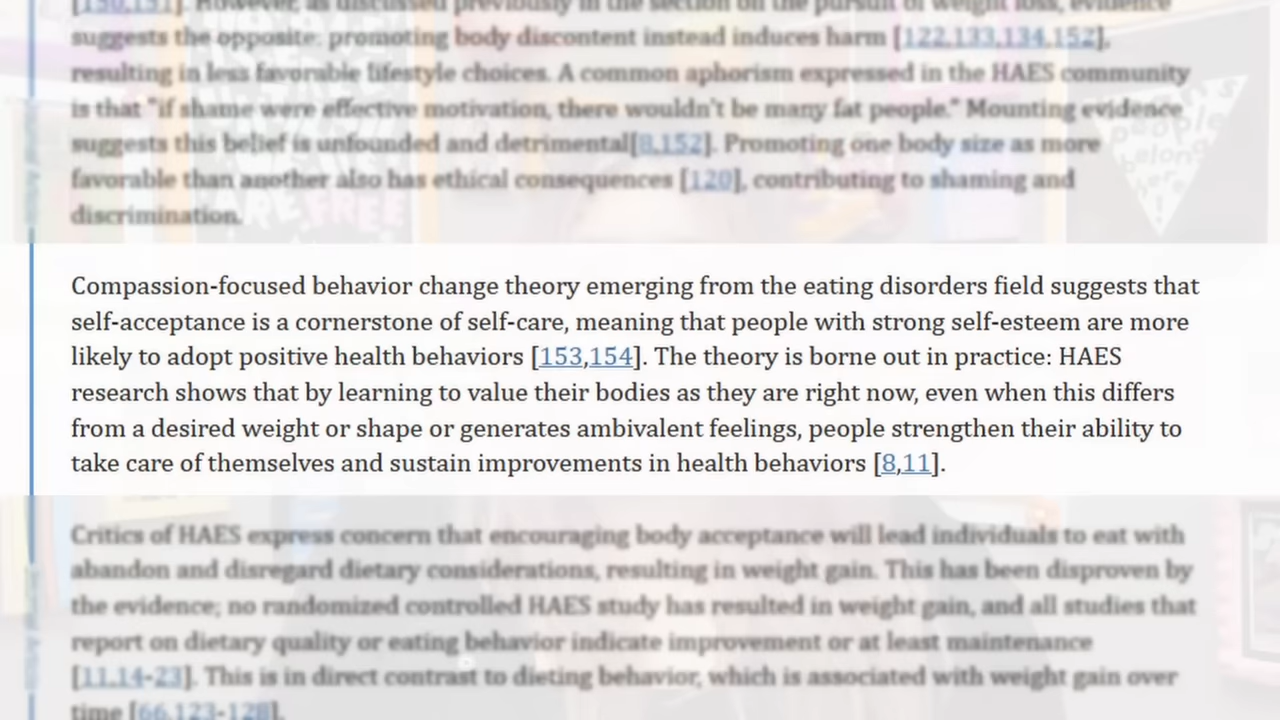 [150,151]. However, as discussed previously in the section on the pursuit of weight loss, evidence
suggests the opposite: promoting body discontent instead induces harm [122,133,134,152],
resulting in less favorable lifestyle choices. A common aphorism expressed in the HAES community
is that "if shame were effective motivation, there wouldn't be many fat people." Mounting evidence
suggests this belief is unfounded and detrimental[8,152]. Promoting one body size as more
favorable than another also has ethical consequences [120], contributing to shaming and
discrimination.
Compassion-focused behavior change theory emerging from the eating disorders field suggests that
self-acceptance is a cornerstone of self-care, meaning that people with strong self-esteem are more
likely to adopt positive health behaviors [153,154]. The theory is borne out in practice: HAES
research shows that by learning to value their bodies as they are right now, even when this differs
from a desired weight or shape or generates ambivalent feelings, people strengthen their ability to
take care of themselves and sustain improvements in health behaviors [8,11].
Critics of HAES express concern that encouraging body acceptance will lead individuals to eat with
abandon and disregard dietary considerations, resulting in weight gain. This has been disproven by
the evidence; no randomized controlled HAES study has resulted in weight gain, and all studies that
report on dietary quality or eating behavior indicate improvement or at least maintenance
[11,14-23]. This is in direct contrast to dieting behavior, which is associated with weight gain over
time [66,123-128].
people
belong
here
!